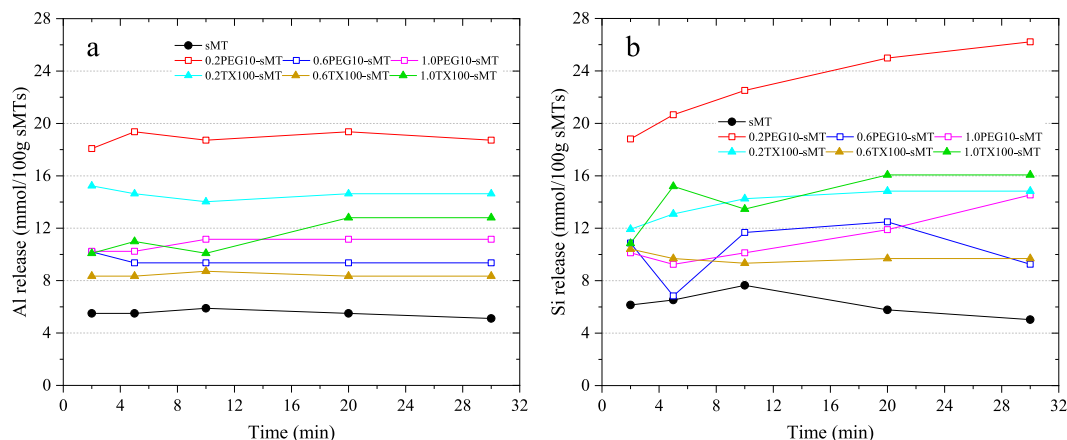 a
sMT
0.2PEG10-sMT 0.6PEG10-sMT 1.0PEG10-sMT
0.2TX100-sMT 0.6TX100-sMT 1.0TX100-sMT
Al release (mmol/100g sMTs)
28
24
20
16
12
8
4
0
0 4 8 12 16 20 24 28 32
Time (min)
b
sMT
0.2PEG10-sMT 0.6PEG10-sMT 1.0PEG10-sMT
0.2TX100-sMT 0.6TX100-sMT 1.0TX100-sMT
Si release (mmol/100g sMTs)
28
24
20
16
12
8
4
0
0 4 8 12 16 20 24 28 32
Time (min)